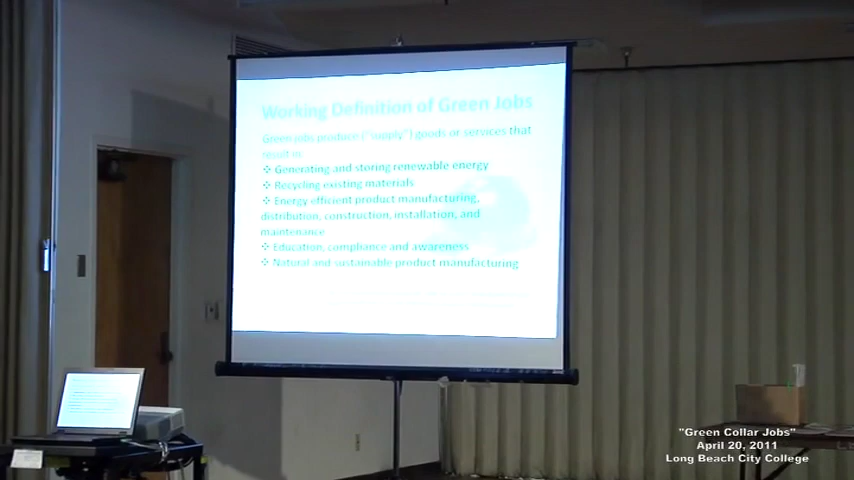 Working Definition of Green Jobs
Green jobs produce ("supply") goods or services that
result in:
❖ Generating and storing renewable energy
❖ Recycling existing materials
❖ Energy efficient product manufacturing,
distribution, construction, installation, and
maintenance
❖ Education, compliance and awareness
❖ Natural and sustainable product manufacturing
"Green Collar Jobs"
April 20, 2011
Long Beach City College